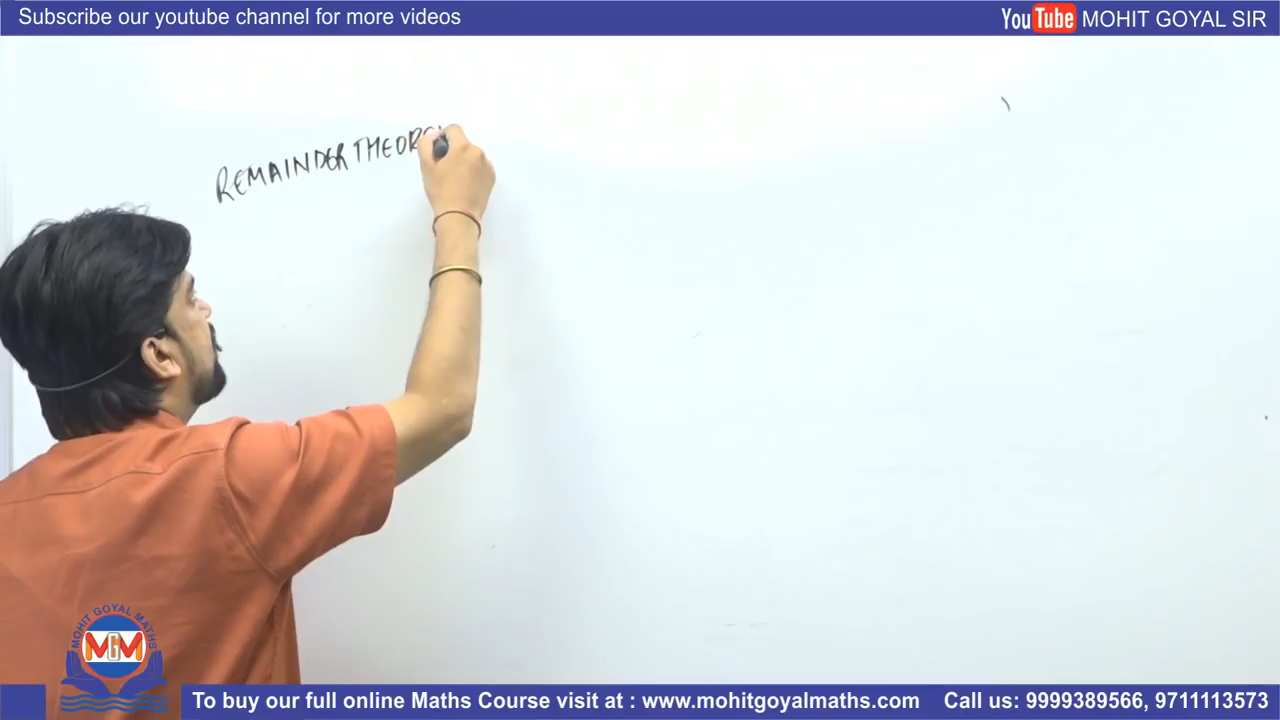 Subscribe our youtube channel for more videos
YouTube MOHIT GOYAL SIR
REMAINDER THEORE
MOHIT GOYAL MATHS
MGM
To buy our full online Maths Course visit at : www.mohitgoyalmaths.com Call us: 9999389566, 9711113573